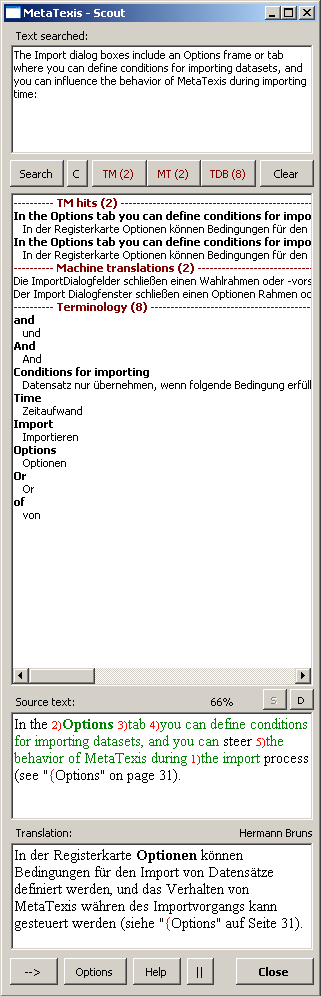 MetaTexis - Scout
Text searched:
The Import dialog boxes include an Options frame or tab
where you can define conditions for importing datasets, and
you can influence the behavior of MetaTexis during importing
time:
Search C TM (2) MT (2) TDB (8) Clear
--------- TM hits (2) ---------
In the Options tab you can define conditions for impo
In der Registerkarte Optionen können Bedingungen für den
In the Options tab you can define conditions for impo
In der Registerkarte Optionen können Bedingungen für den
--------- Machine translations (2) ---------
Die ImportDialogfelder schließen einen Wahlrahmen oder -vors
Der Import Dialogfenster schließen einen Optionen Rahmen oc
--------- Terminology (8) ---------
and
und
And
And
Conditions for importing
Datensatz nur übernehmen, wenn folgende Bedingung erfüll
Time
Zeitaufwand
Import
Importieren
Options
Optionen
Or
Or
of
von
Source text: 66% S D
In the 2)Options 3)tab 4)you can define conditions
for importing datasets, and you can steer 5)the
behavior of MetaTexis during 1)the import process
(see "{Options" on page 31).
Translation: Hermann Bruns
In der Registerkarte Optionen können
Bedingungen für den Import von Datensätze
definiert werden, und das Verhalten von
MetaTexis währen des Importvorgangs kann
gesteuert werden (siehe "{Options" auf Seite 31).
--> Options Help || Close